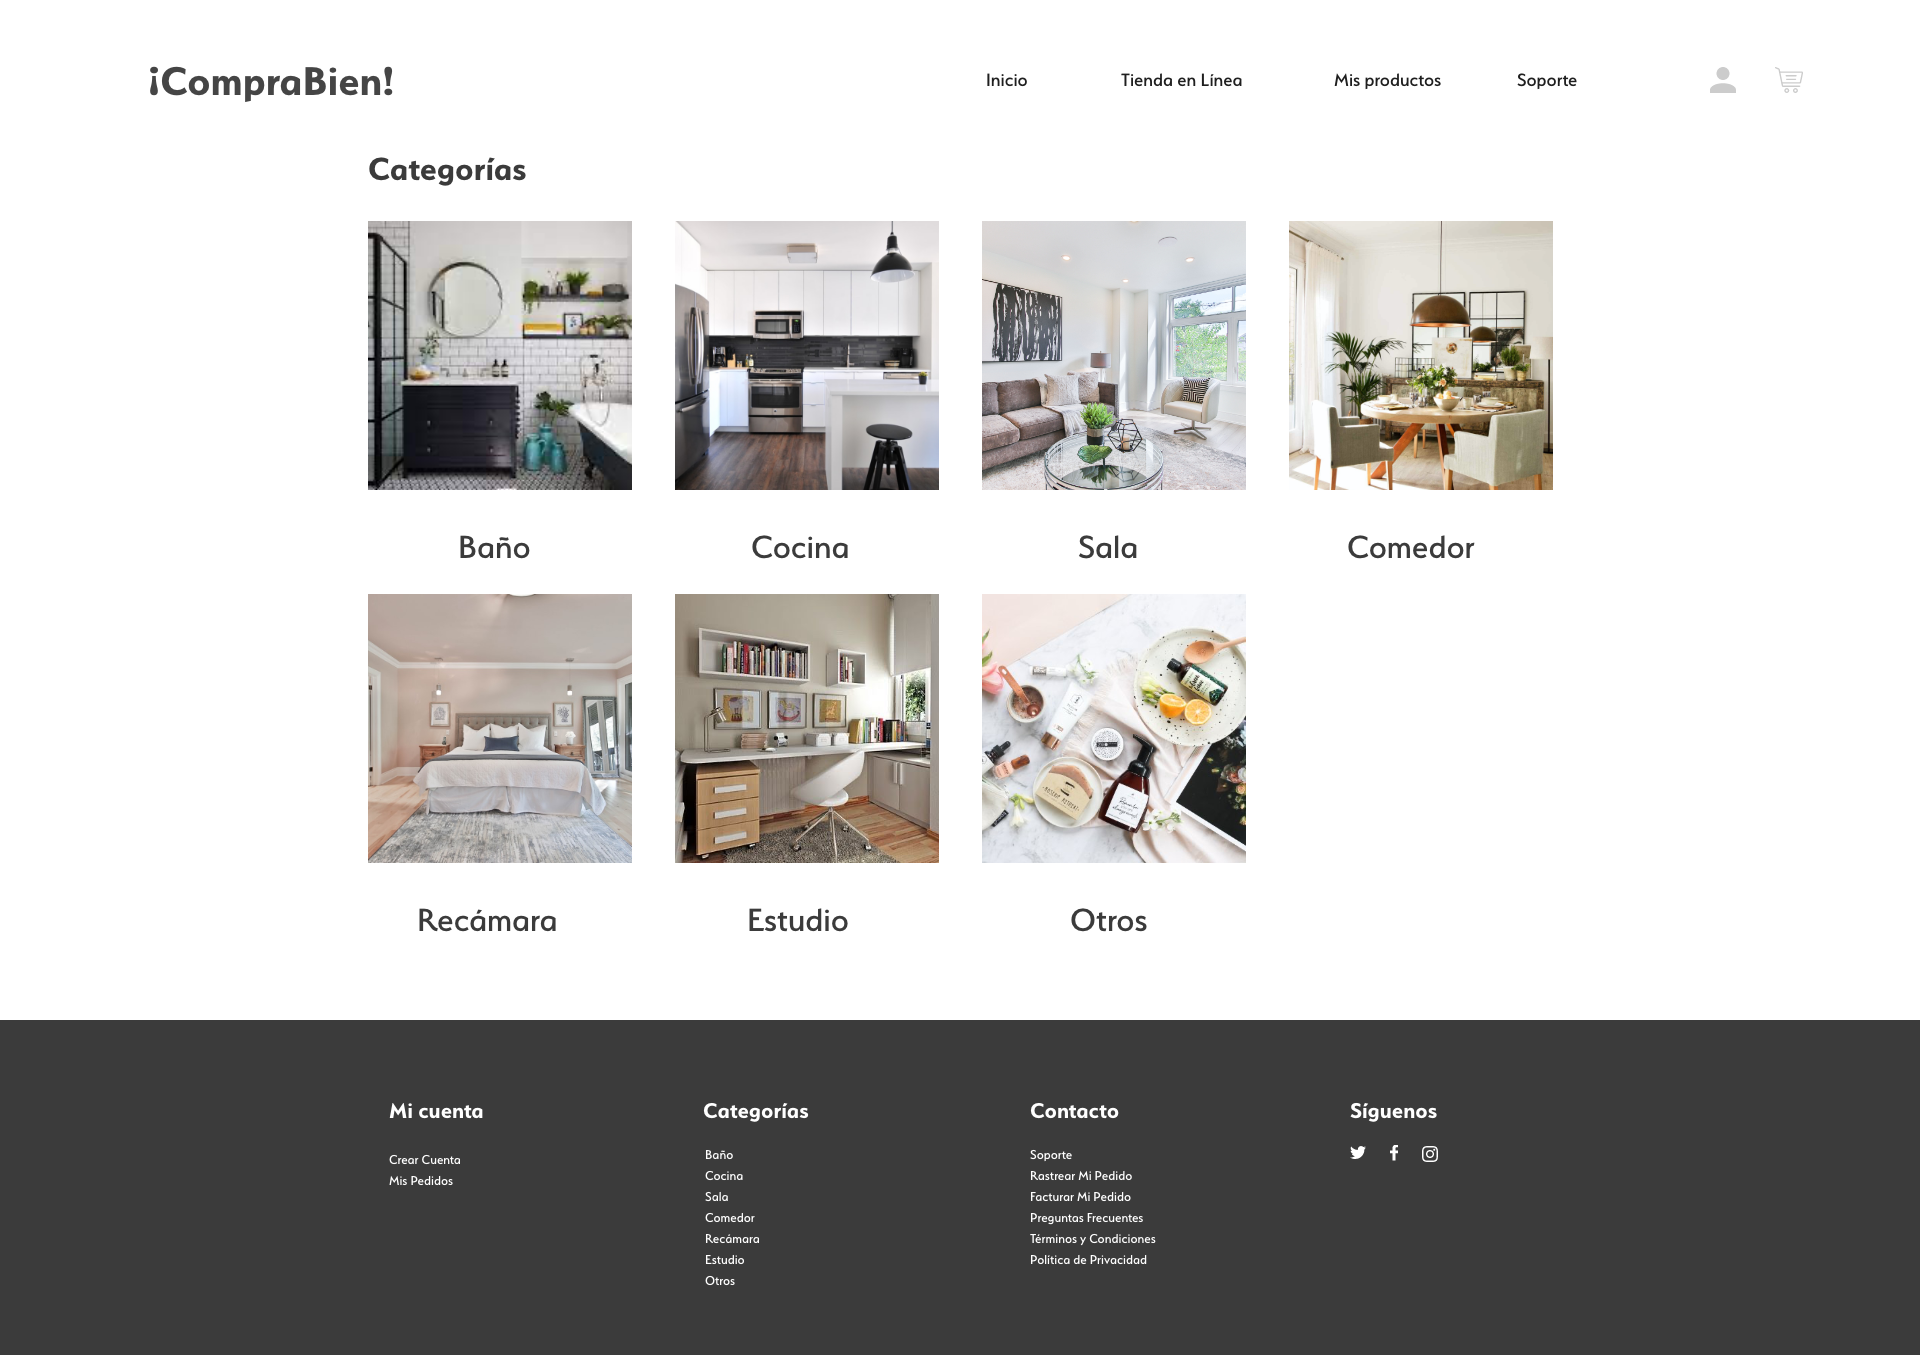 ¡CompraBien!
Inicio
Tienda en Línea
Mis productos
Soporte
Categorías
Baño
Cocina
Sala
Comedor
Recámara
Estudio
Otros
Mi cuenta
Crear Cuenta
Mis Pedidos
Categorías
Baño
Cocina
Sala
Comedor
Recámara
Estudio
Otros
Contacto
Soporte
Rastrear Mi Pedido
Facturar Mi Pedido
Preguntas Frecuentes
Términos y Condiciones
Política de Privacidad
Síguenos